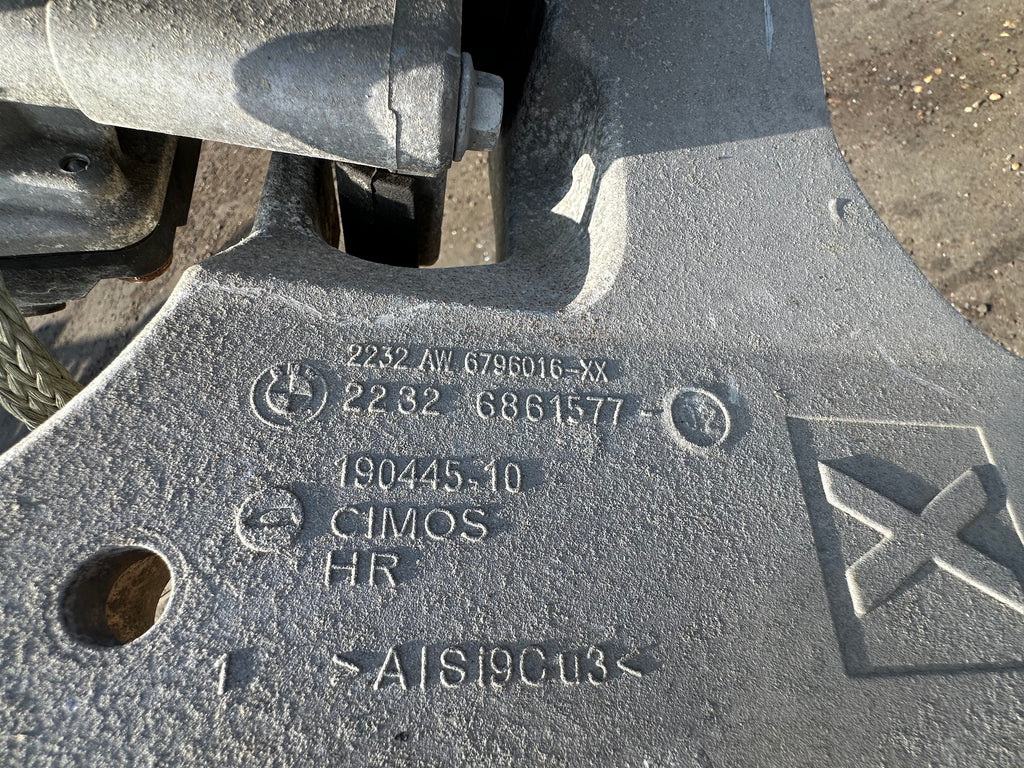 2232 AW 6796016-XX
2232 6861577-
190445-10
CIMOS
HR
1
>AlSi9Cu3<
X